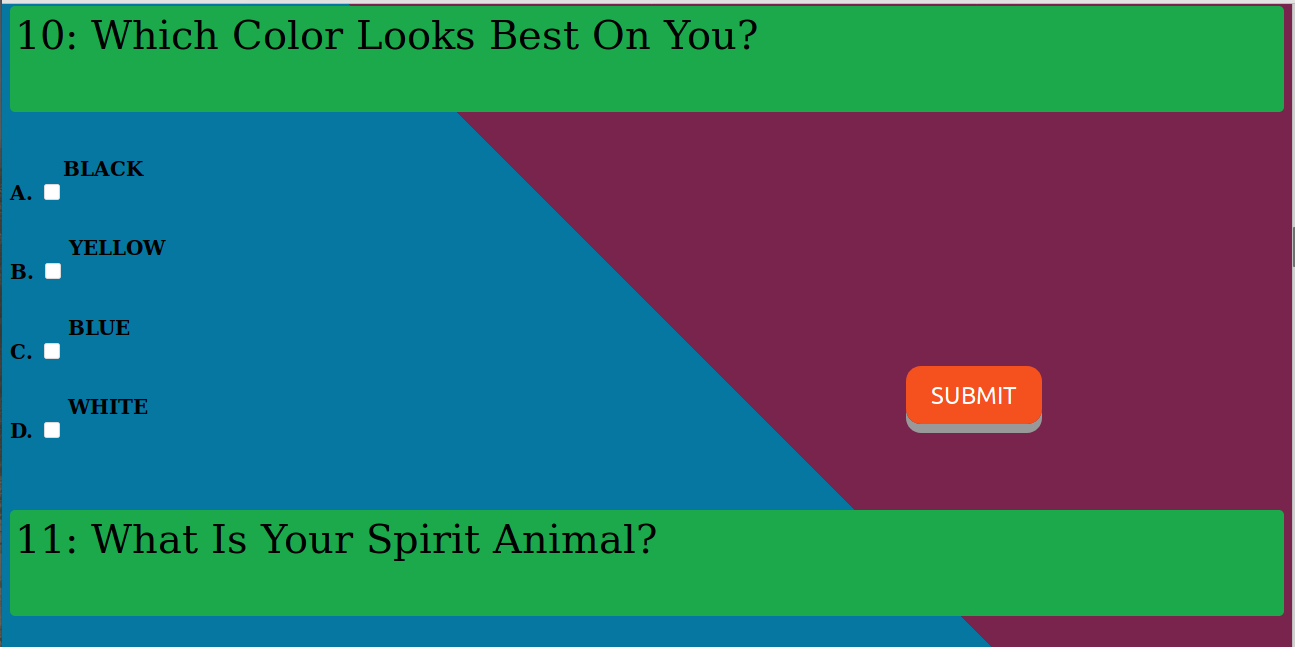 10: Which Color Looks Best On You?
BLACK
A.
YELLOW
B.
BLUE
C.
SUBMIT
WHITE
D.
11: What Is Your Spirit Animal?